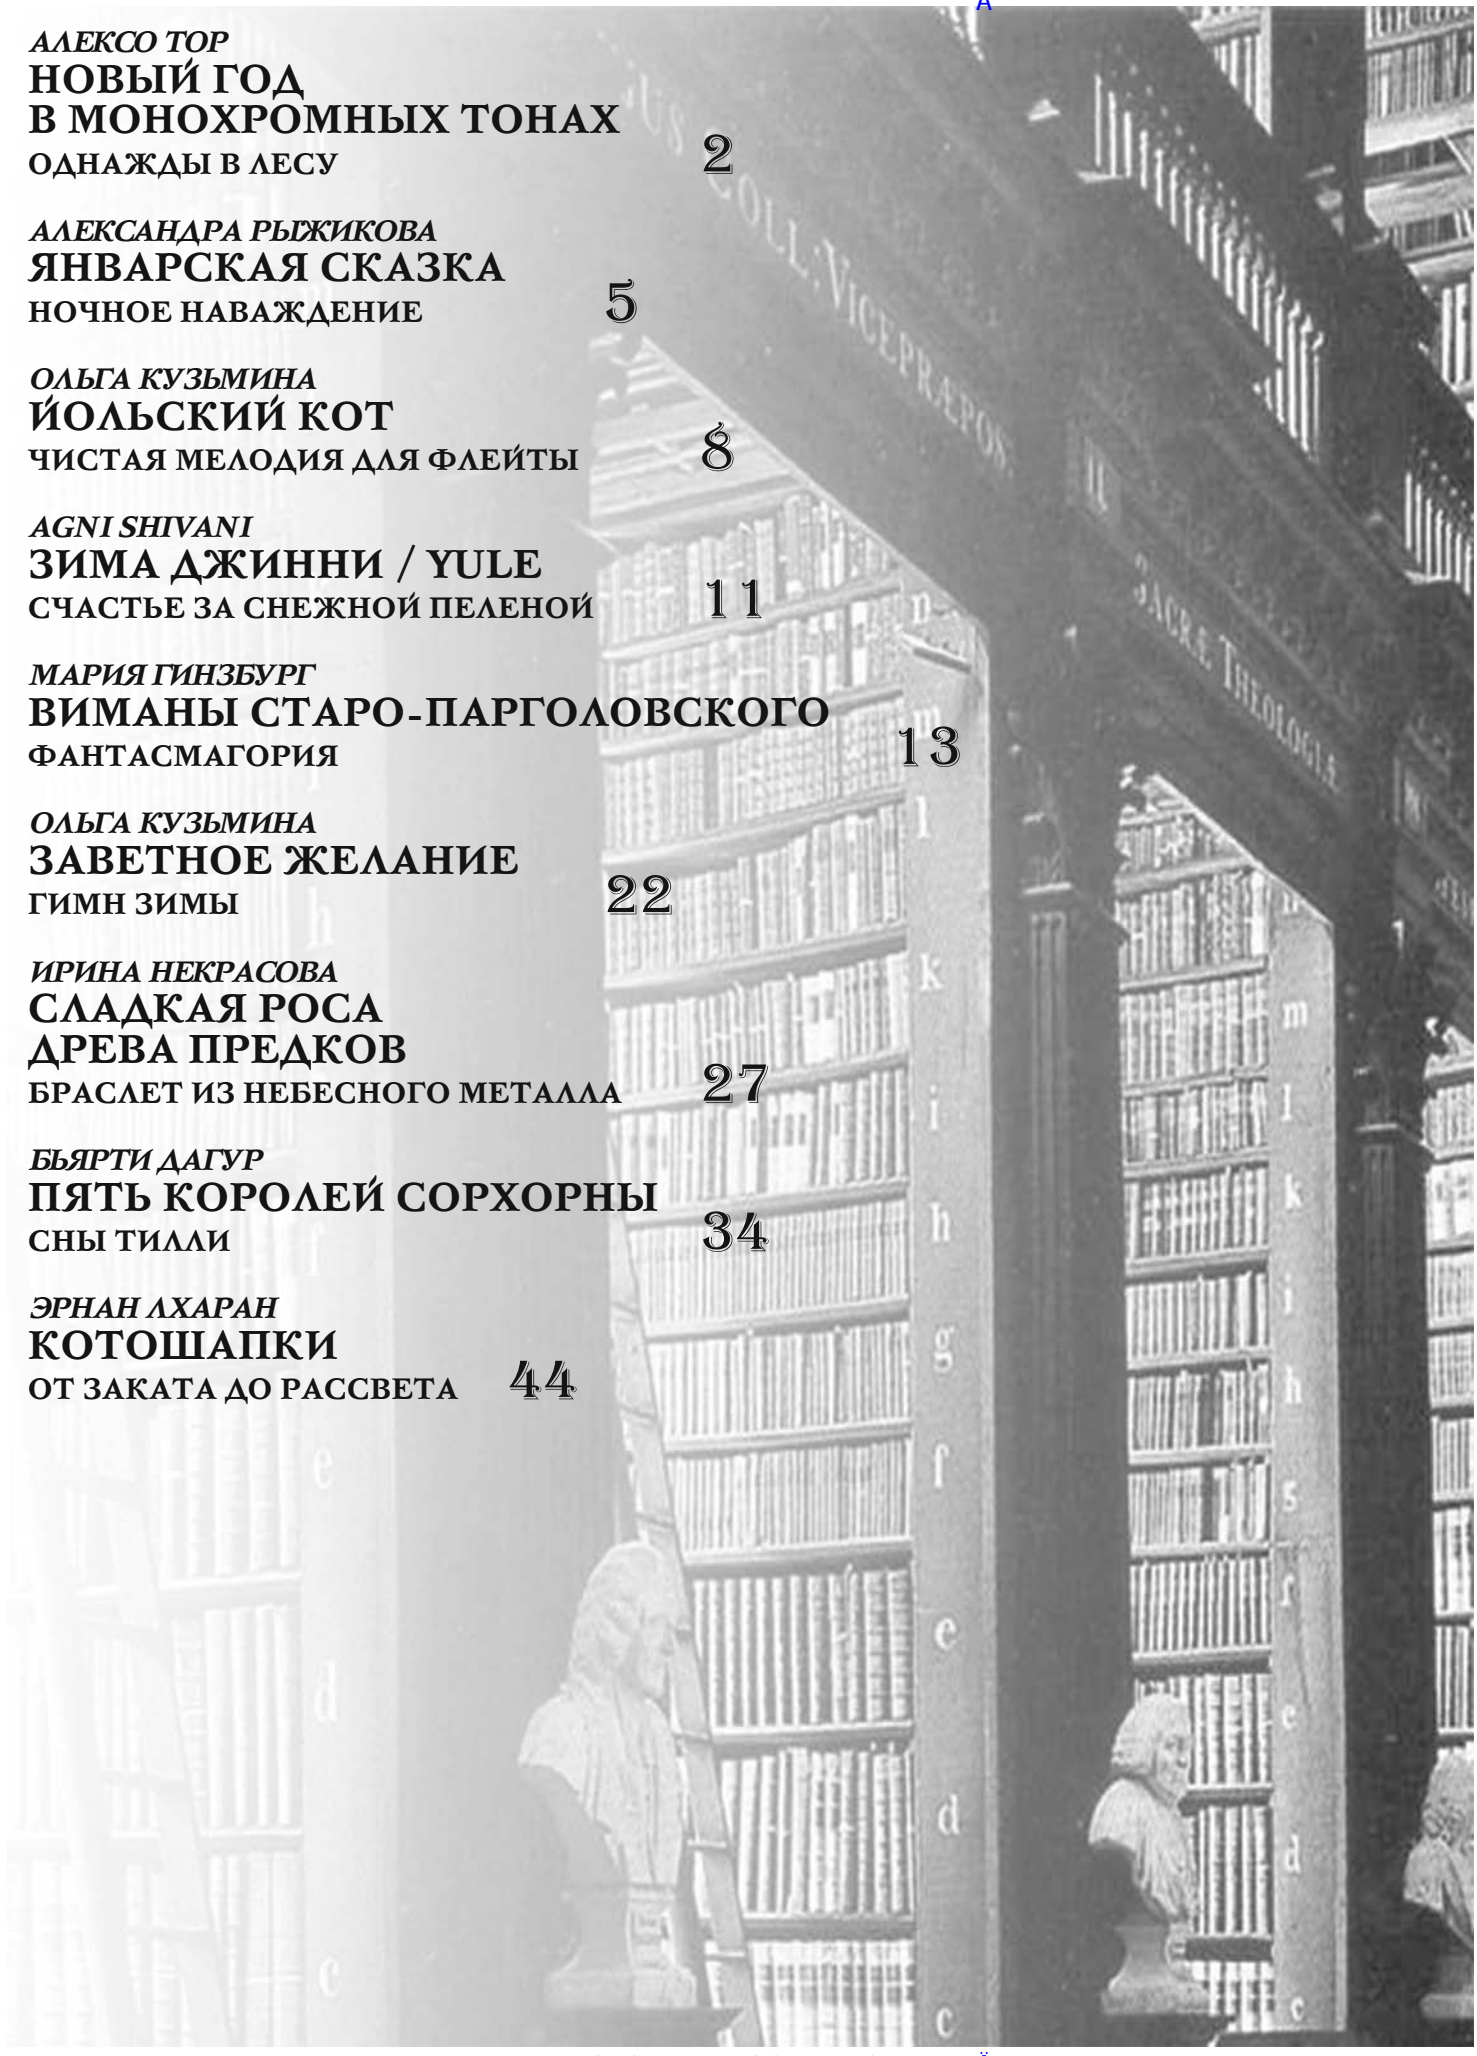 АЛЕКСО ТОР
НОВЫЙ ГОД
В МОНОХРОМНЫХ ТОНАХ
ОДНАЖДЫ В ЛЕСУ 2
АЛЕКСАНДРА РЫЖИКОВА
ЯНВАРСКАЯ СКАЗКА
НОЧНОЕ НАВАЖДЕНИЕ 5
ОЛЬГА КУЗЬМИНА
ЙОЛЬСКИЙ КОТ
ЧИСТАЯ МЕЛОДИЯ ДЛЯ ФЛЕЙТЫ 8
AGNI SHIVANI
ЗИМА ДЖИННИ / YULE
СЧАСТЬЕ ЗА СНЕЖНОЙ ПЕЛЕНОЙ 11
МАРИЯ ГИНЗБУРГ
ВИМАНЫ СТАРО-ПАРГОЛОВСКОГО
ФАНТАСМАГОРИЯ 13
ОЛЬГА КУЗЬМИНА
ЗАВЕТНОЕ ЖЕЛАНИЕ
ГИМН ЗИМЫ 22
ИРИНА НЕКРАСОВА
СЛАДКАЯ РОСА
ДРЕВА ПРЕДКОВ
БРАСЛЕТ ИЗ НЕБЕСНОГО МЕТАЛЛА 27
БЬЯРТИ ДАГУР
ПЯТЬ КОРОЛЕЙ СОРХОРНЫ
СНЫ ТИЛЛИ 34
ЭРНАН ЛХАРАН
КОТОШАПКИ
ОТ ЗАКАТА ДО РАССВЕТА 44
COLL. VICEPRÆPOS.
SACRÆ THEOLOGIÆ
n
m
l
k
i
h
g
f
e
d
c
n
m
l
k
i
h
f
e
d
c
h
f
e
d
c